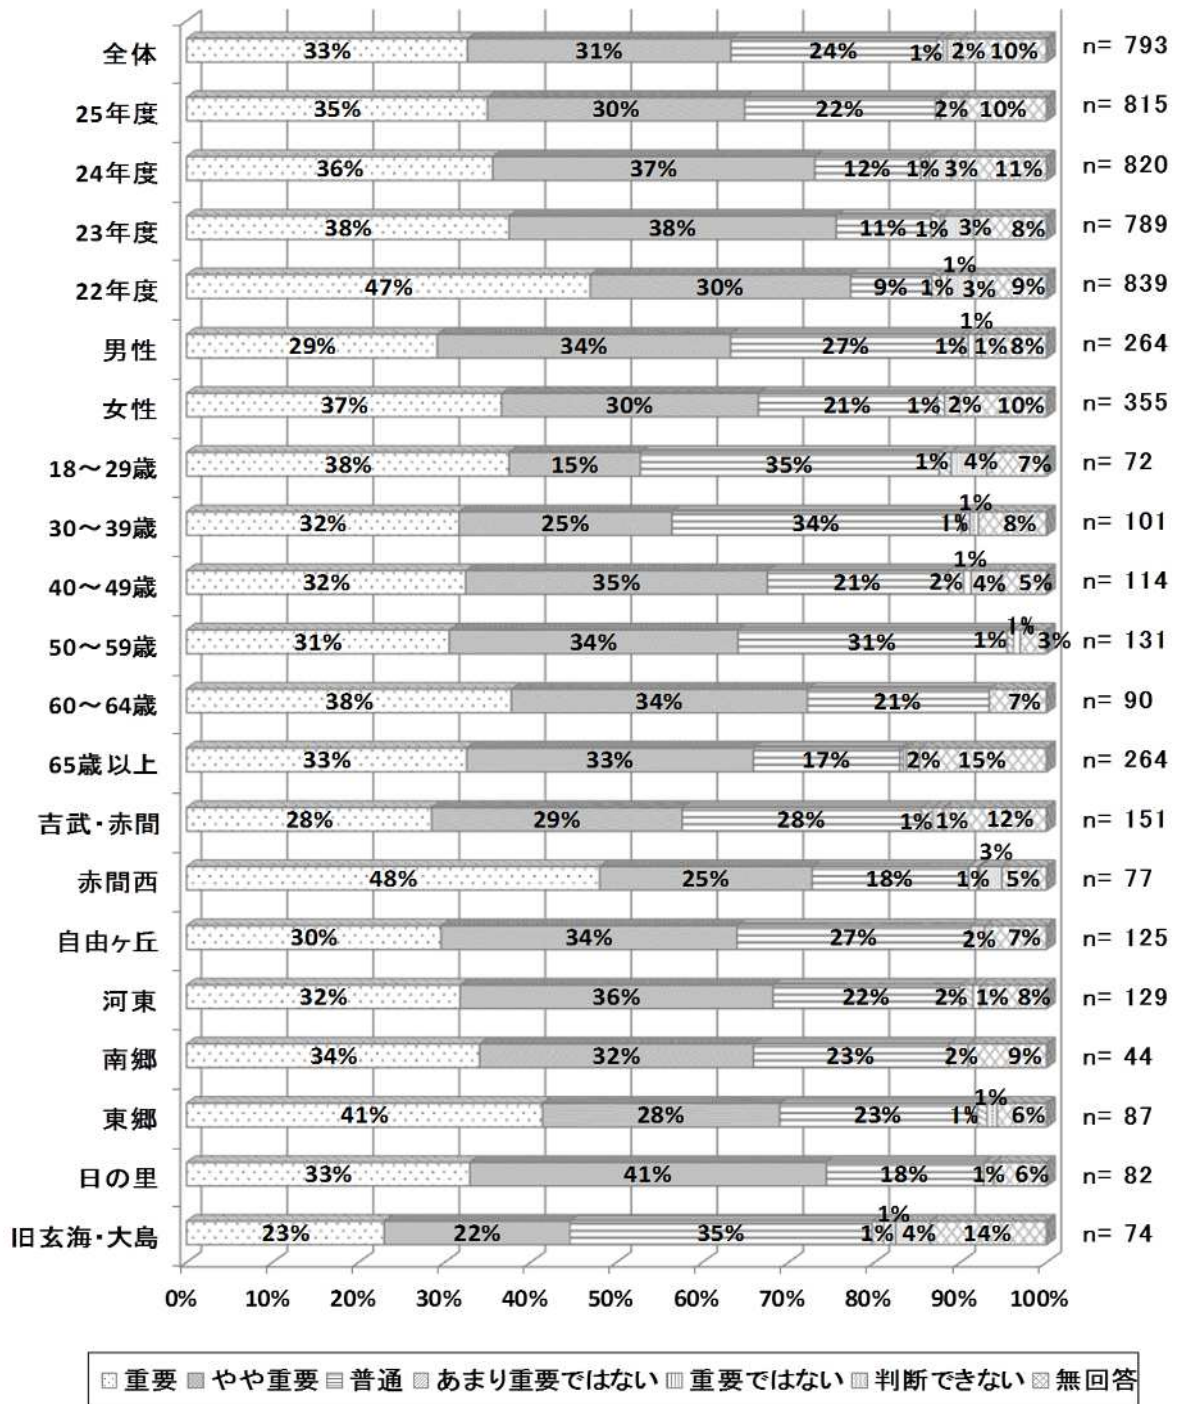 全体 33% 31% 24% 1% 2% 10% n= 793
25年度 35% 30% 22% 2% 10% n= 815
24年度 36% 37% 12% 1% 3% 11% n= 820
23年度 38% 38% 11% 1% 3% 8% n= 789
1%
22年度 47% 30% 9% 1% 3% 9% n= 839
1%
男性 29% 34% 27% 1% 1% 8% n= 264
女性 37% 30% 21% 1% 2% 10% n= 355
18～29歳 38% 15% 35% 1% 4% 7% n= 72
1%
30～39歳 32% 25% 34% 1% 8% n= 101
1%
40～49歳 32% 35% 21% 2% 4% 5% n= 114
1%
50～59歳 31% 34% 31% 1% 3% n= 131
60～64歳 38% 34% 21% 7% n= 90
65歳以上 33% 33% 17% 2% 15% n= 264
吉武・赤間 28% 29% 28% 1% 1% 12% n= 151
3%
赤間西 48% 25% 18% 1% 5% n= 77
自由ヶ丘 30% 34% 27% 2% 7% n= 125
河東 32% 36% 22% 2% 1% 8% n= 129
南郷 34% 32% 23% 2% 9% n= 44
1%
東郷 41% 28% 23% 1% 6% n= 87
日の里 33% 41% 18% 1% 6% n= 82
1%
旧玄海・大島 23% 22% 35% 1% 4% 14% n= 74
0% 10% 20% 30% 40% 50% 60% 70% 80% 90% 100%
重要 やや重要 普通 あまり重要ではない 重要ではない 判断できない 無回答